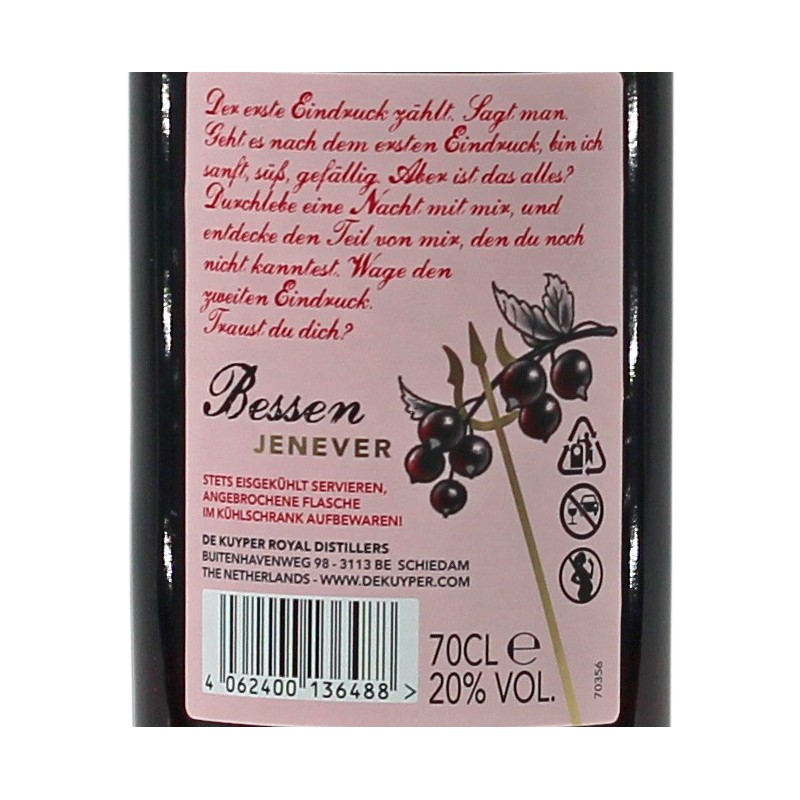 Der erste Eindruck zählt. Sagt man.
Geht es nach dem ersten Eindruck, bin ich
sanft, süß, gefällig. Aber ist das alles?
Durchlebe eine Nacht mit mir, und
entdecke den Teil von mir, den du noch
nicht kanntest. Wage den
zweiten Eindruck.
Traust du dich?
Bessen
JENEVER
STETS EISGEKÜHLT SERVIEREN,
ANGEBROCHENE FLASCHE
IM KÜHLSCHRANK AUFBEWAREN!
DE KUYPER ROYAL DISTILLERS
BUITENHAVENWEG 98 - 3113 BE SCHIEDAM
THE NETHERLANDS - WWW.DEKUYPER.COM
4 062400 136488 >
70CL ℮
20% VOL.
70356